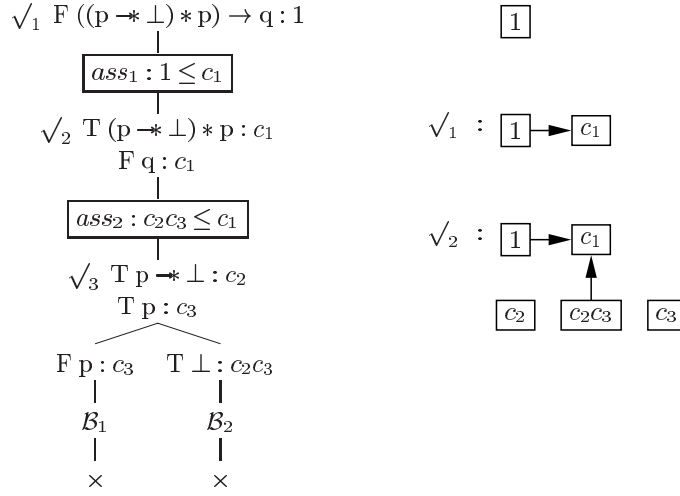 √1 F ((p −∗ ⊥) ∗ p) → q : 1
ass1 : 1 ≤ c1
√2 T (p −∗ ⊥) ∗ p : c1
F q : c1
ass2 : c2c3 ≤ c1
√3 T p −∗ ⊥ : c2
T p : c3
F p : c3 T ⊥ : c2c3
B1 B2
× ×
1
√1 : 1 c1
√2 : 1 c1
c2 c2c3 c3